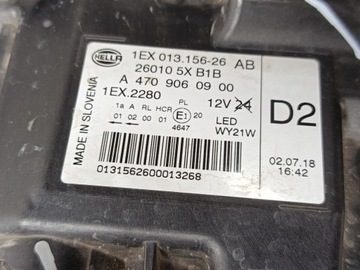 HELLA
1EX 013.156-26 AB
26010 5X B1B
A 470 906 09 00
1EX.2280
PL
12V 24
1a A RL HCR
E1 20
01 02 00 01
4647
LED
WY21W
D2
MADE IN SLOVENIA
02.07.18
16:42
0131562600013268